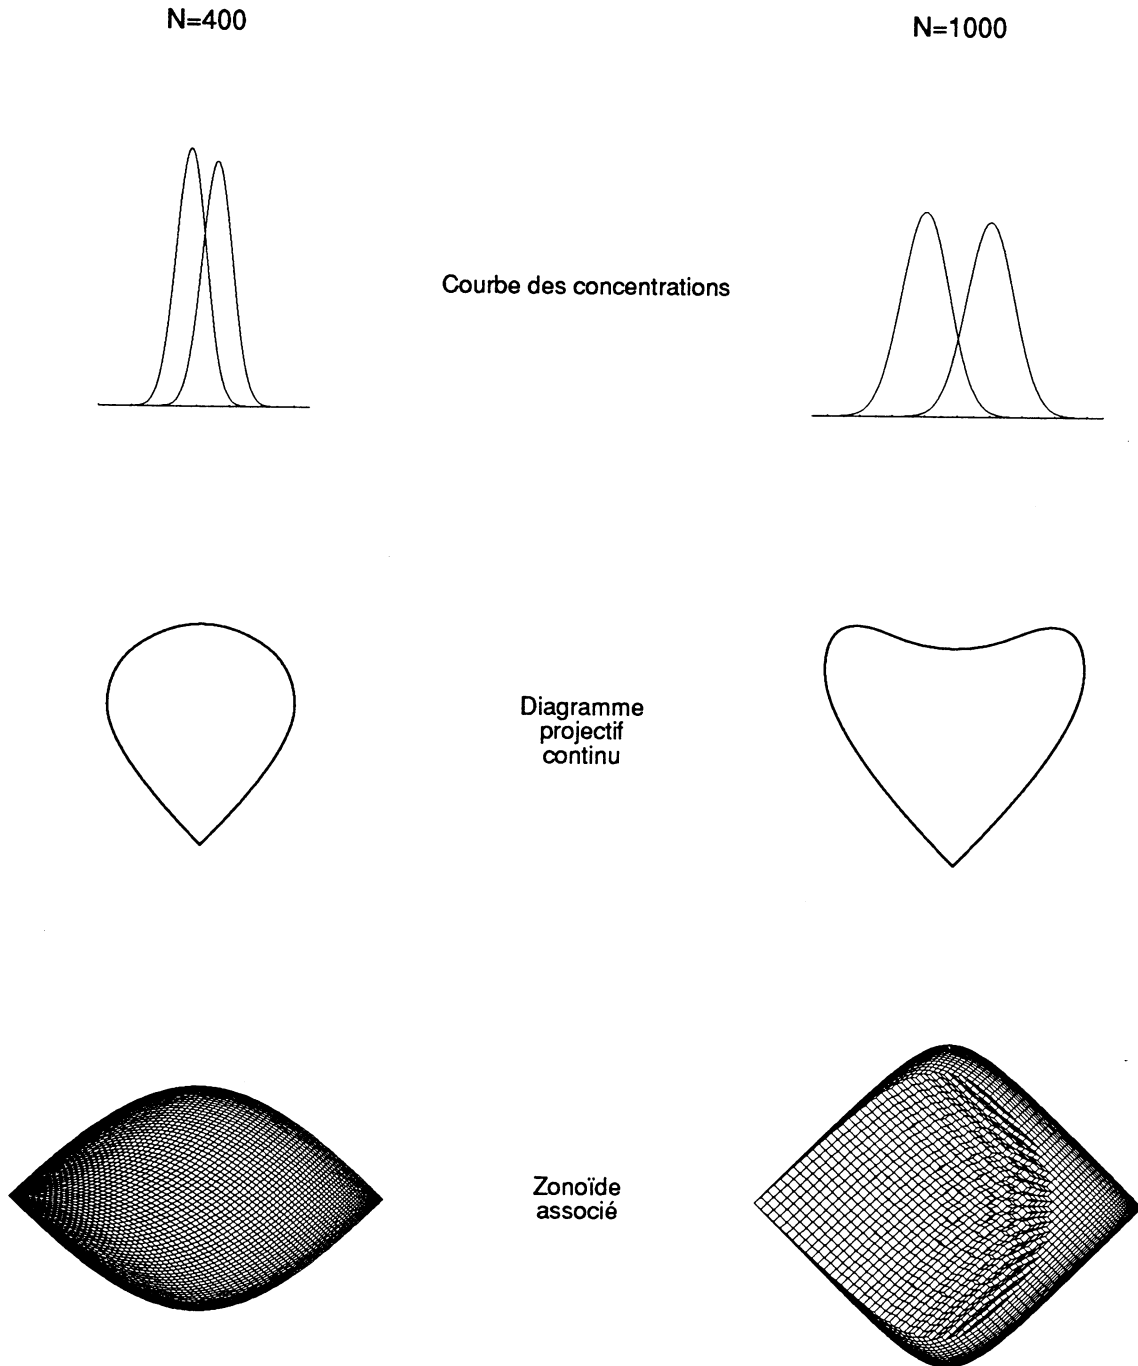 N=400
N=1000
Courbe des concentrations
Diagramme
projectif
continu
Zonoïde
associé